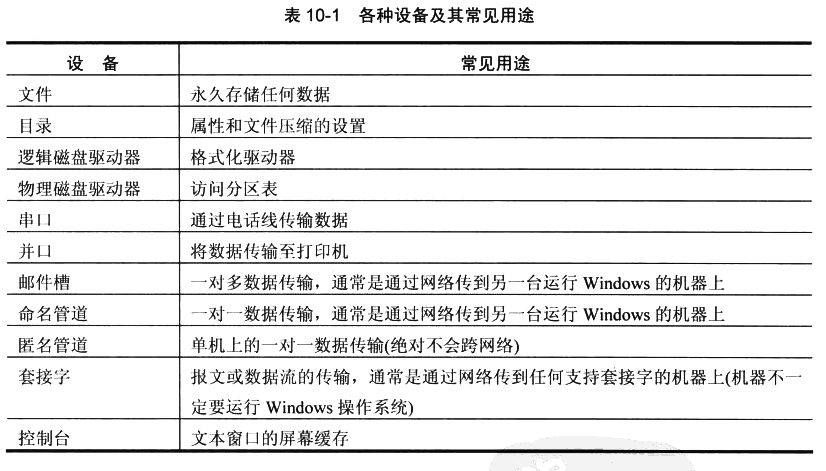 表 10-1 各种设备及其常见用途
设 备 常见用途
文件 永久存储任何数据
目录 属性和文件压缩的设置
逻辑磁盘驱动器 格式化驱动器
物理磁盘驱动器 访问分区表
串口 通过电话线传输数据
并口 将数据传输至打印机
邮件槽 一对多数据传输，通常是通过网络传到另一台运行 Windows 的机器上
命名管道 一对一数据传输，通常是通过网络传到另一台运行 Windows 的机器上
匿名管道 单机上的一对一数据传输(绝对不会跨网络)
套接字 报文或数据流的传输，通常是通过网络传到任何支持套接字的机器上(机器不一
定要运行 Windows 操作系统)
控制台 文本窗口的屏幕缓存